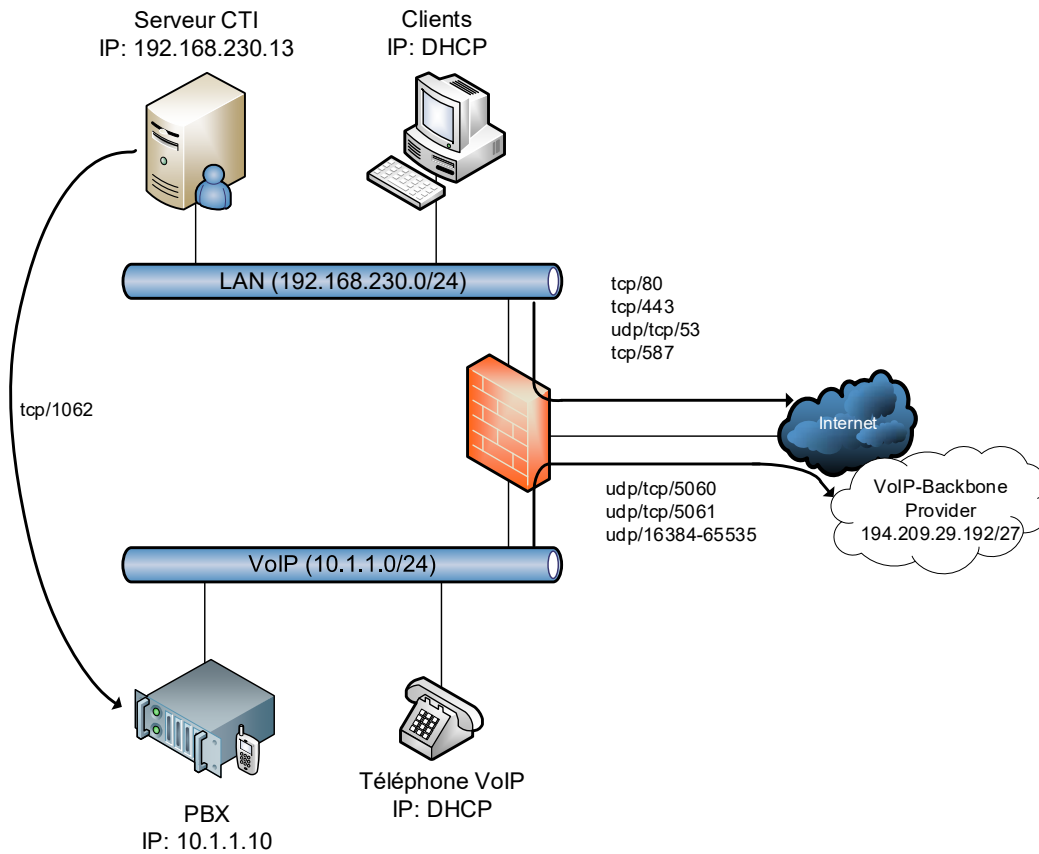 Serveur CTI
IP: 192.168.230.13
Clients
IP: DHCP
LAN (192.168.230.0/24)
tcp/80
tcp/443
udp/tcp/53
tcp/587
tcp/1062
Internet
VoIP-Backbone
Provider
194.209.29.192/27
udp/tcp/5060
udp/tcp/5061
udp/16384-65535
VoIP (10.1.1.0/24)
PBX
IP: 10.1.1.10
Téléphone VoIP
IP: DHCP